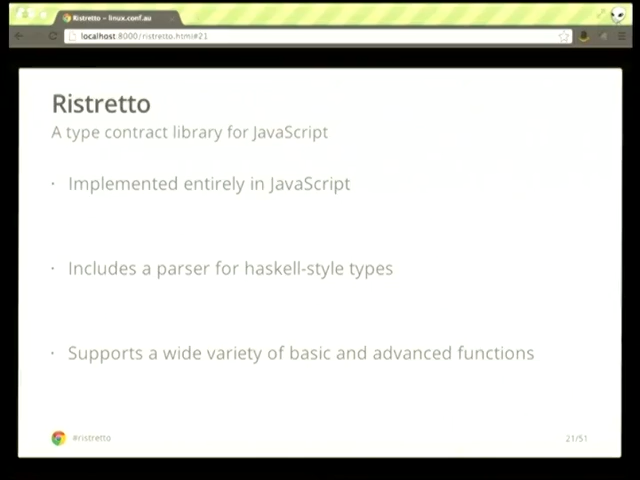 Ristretto – linux.conf.au
localhost:8000/ristretto.html#21
Ristretto
A type contract library for JavaScript
· Implemented entirely in JavaScript
· Includes a parser for haskell-style types
· Supports a wide variety of basic and advanced functions
#ristretto
21/51